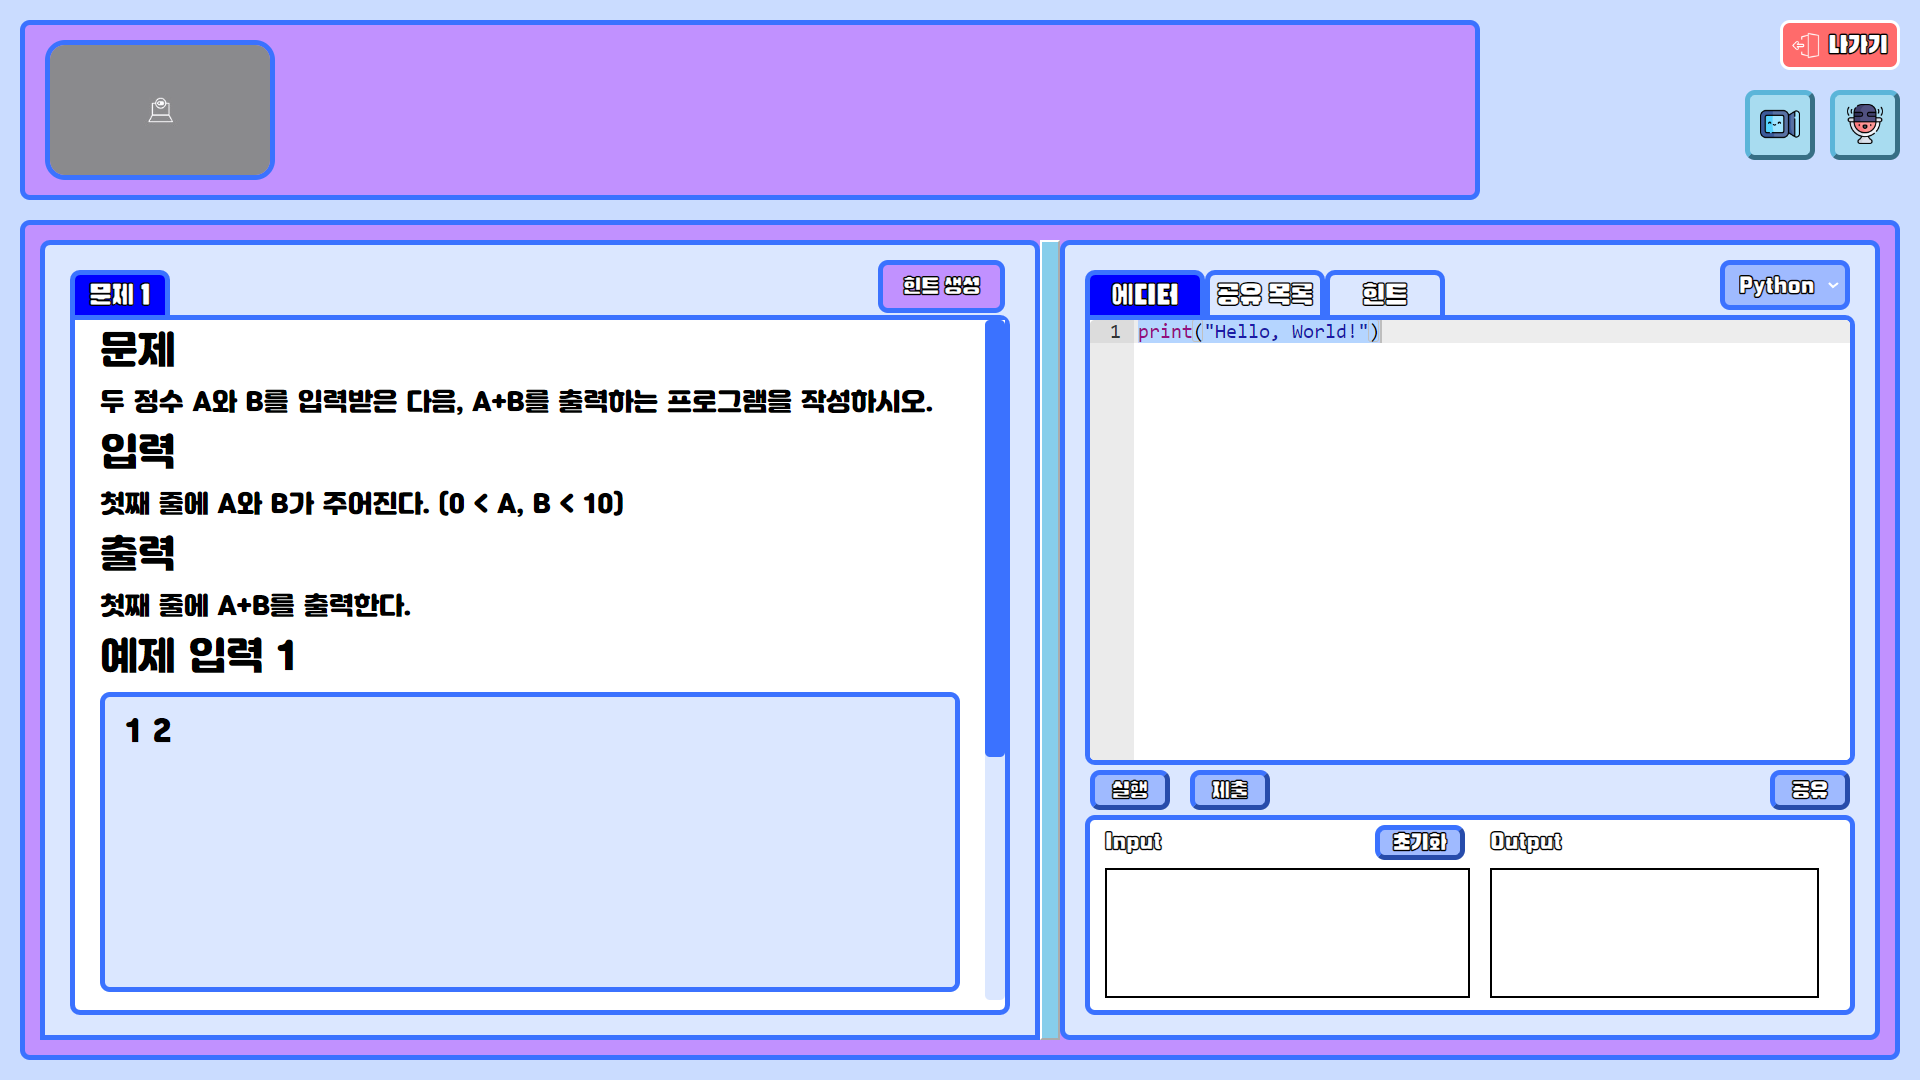 나가기
문제 1
힌트 생성
문제
두 정수 A와 B를 입력받은 다음, A+B를 출력하는 프로그램을 작성하시오.
입력
첫째 줄에 A와 B가 주어진다. (0 < A, B < 10)
출력
첫째 줄에 A+B를 출력한다.
예제 입력 1
1 2
에디터 공유 목록 힌트
Python
1 print("Hello, World!")
실행 제출 공유
Input 초기화 Output